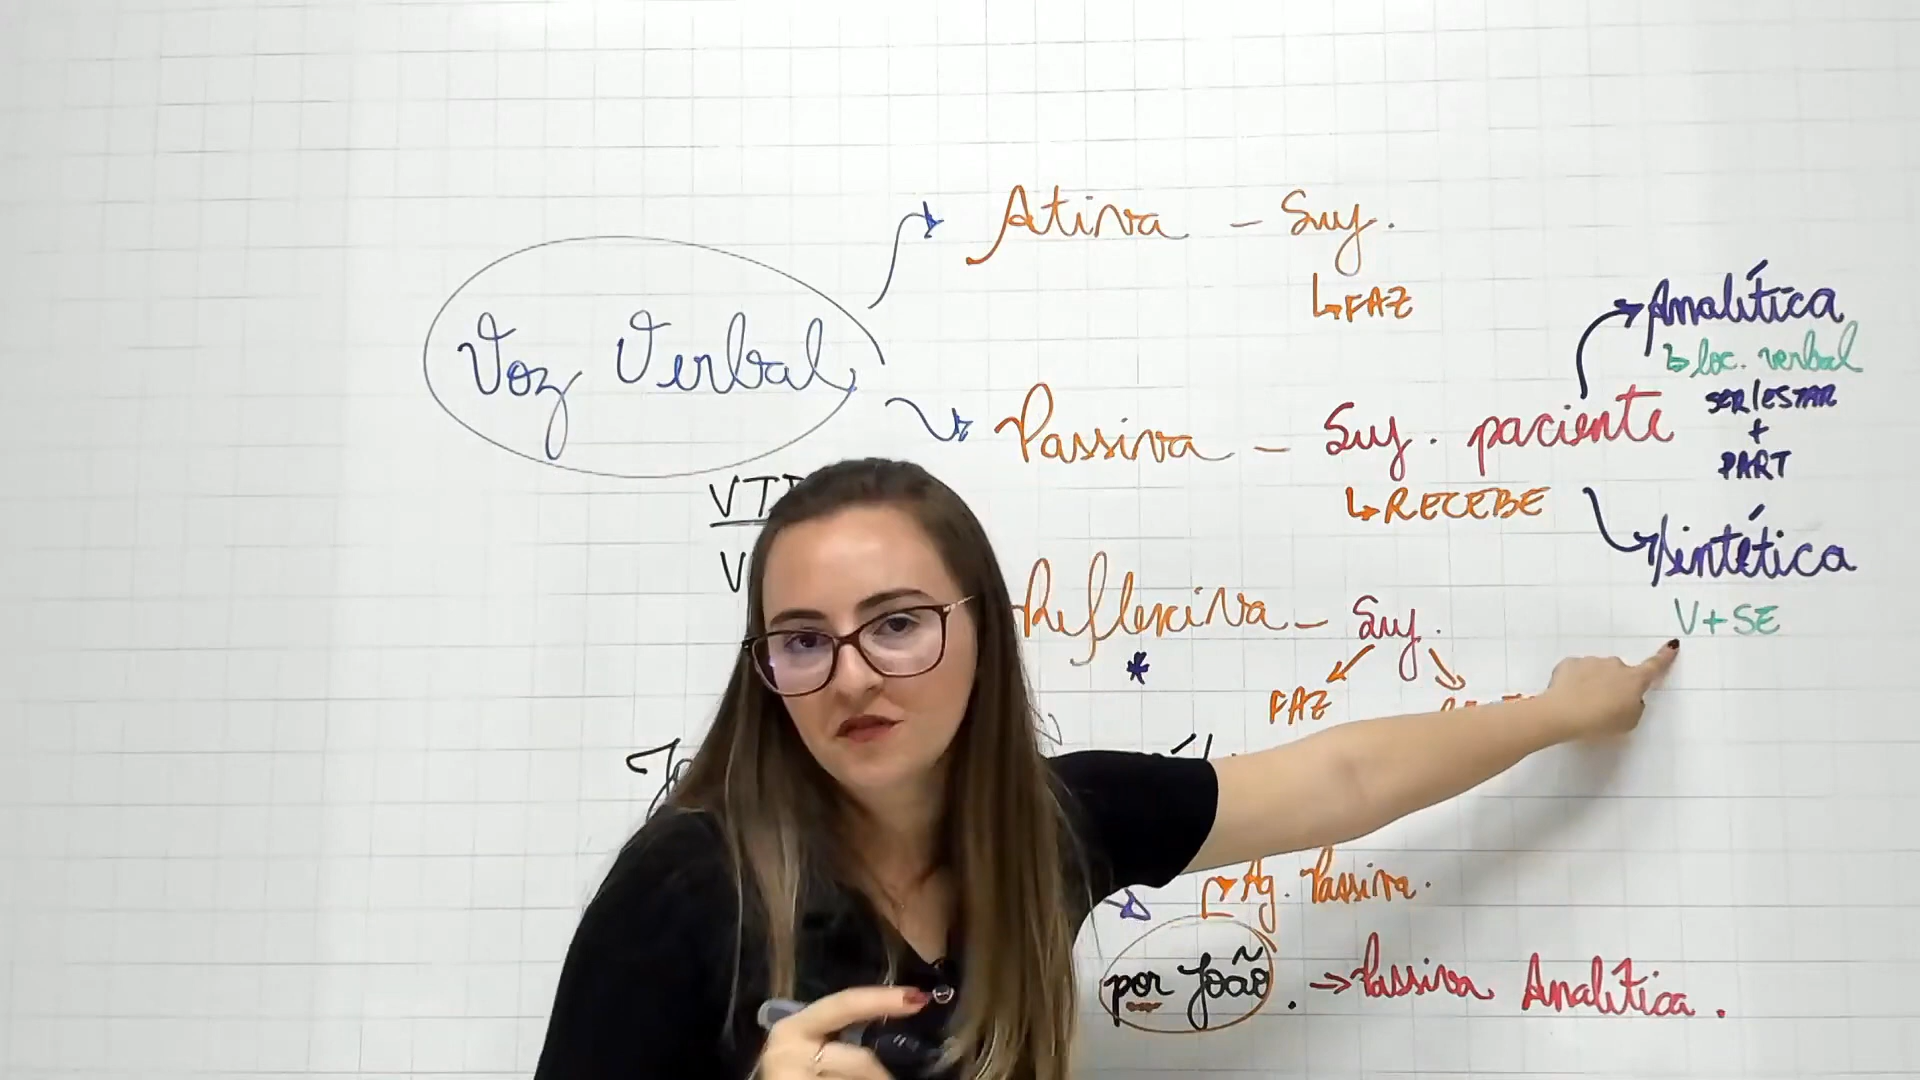 Voz Verbal
Ativa - Suj.
↳FAZ
Passiva - Suj. paciente
↳RECEBE
Analítica
↳ loc. verbal
SER/ESTAR
+
PART
Sintética
V+SE
Reflexiva - Suj.
*
FAZ
Ag. Passiva.
por João. → Passiva Analítica.